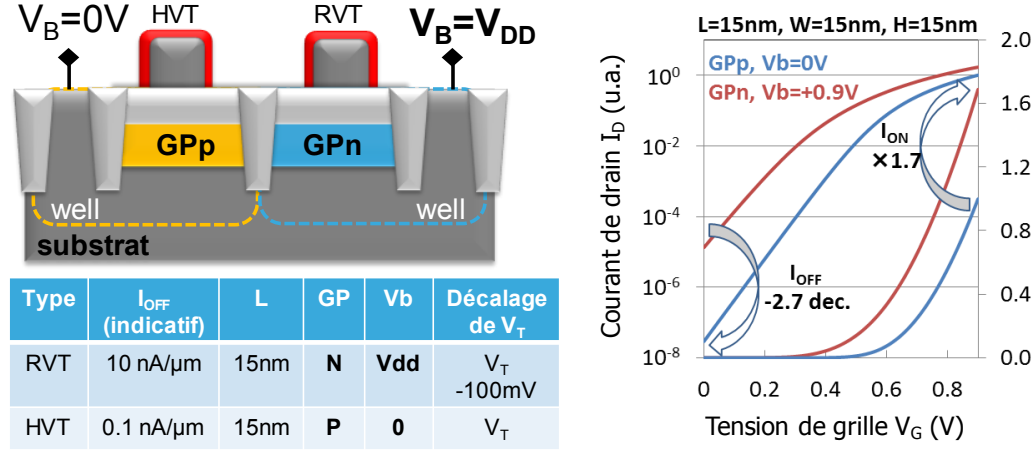 V_B=0V
HVT
RVT
V_B=V_DD
GPp
GPn
well
well
substrat
Type I_OFF (indicatif) L GP Vb Décalage de V_T
RVT 10 nA/µm 15nm N Vdd V_T -100mV
HVT 0.1 nA/µm 15nm P 0 V_T
L=15nm, W=15nm, H=15nm
GPp, Vb=0V
GPn, Vb=+0.9V
I_ON
×1.7
I_OFF
-2.7 dec.
Courant de drain I_D (u.a.)
10^0
10^-2
10^-4
10^-6
10^-8
2.0
1.6
1.2
0.8
0.4
0.0
0 0.2 0.4 0.6 0.8
Tension de grille V_G (V)